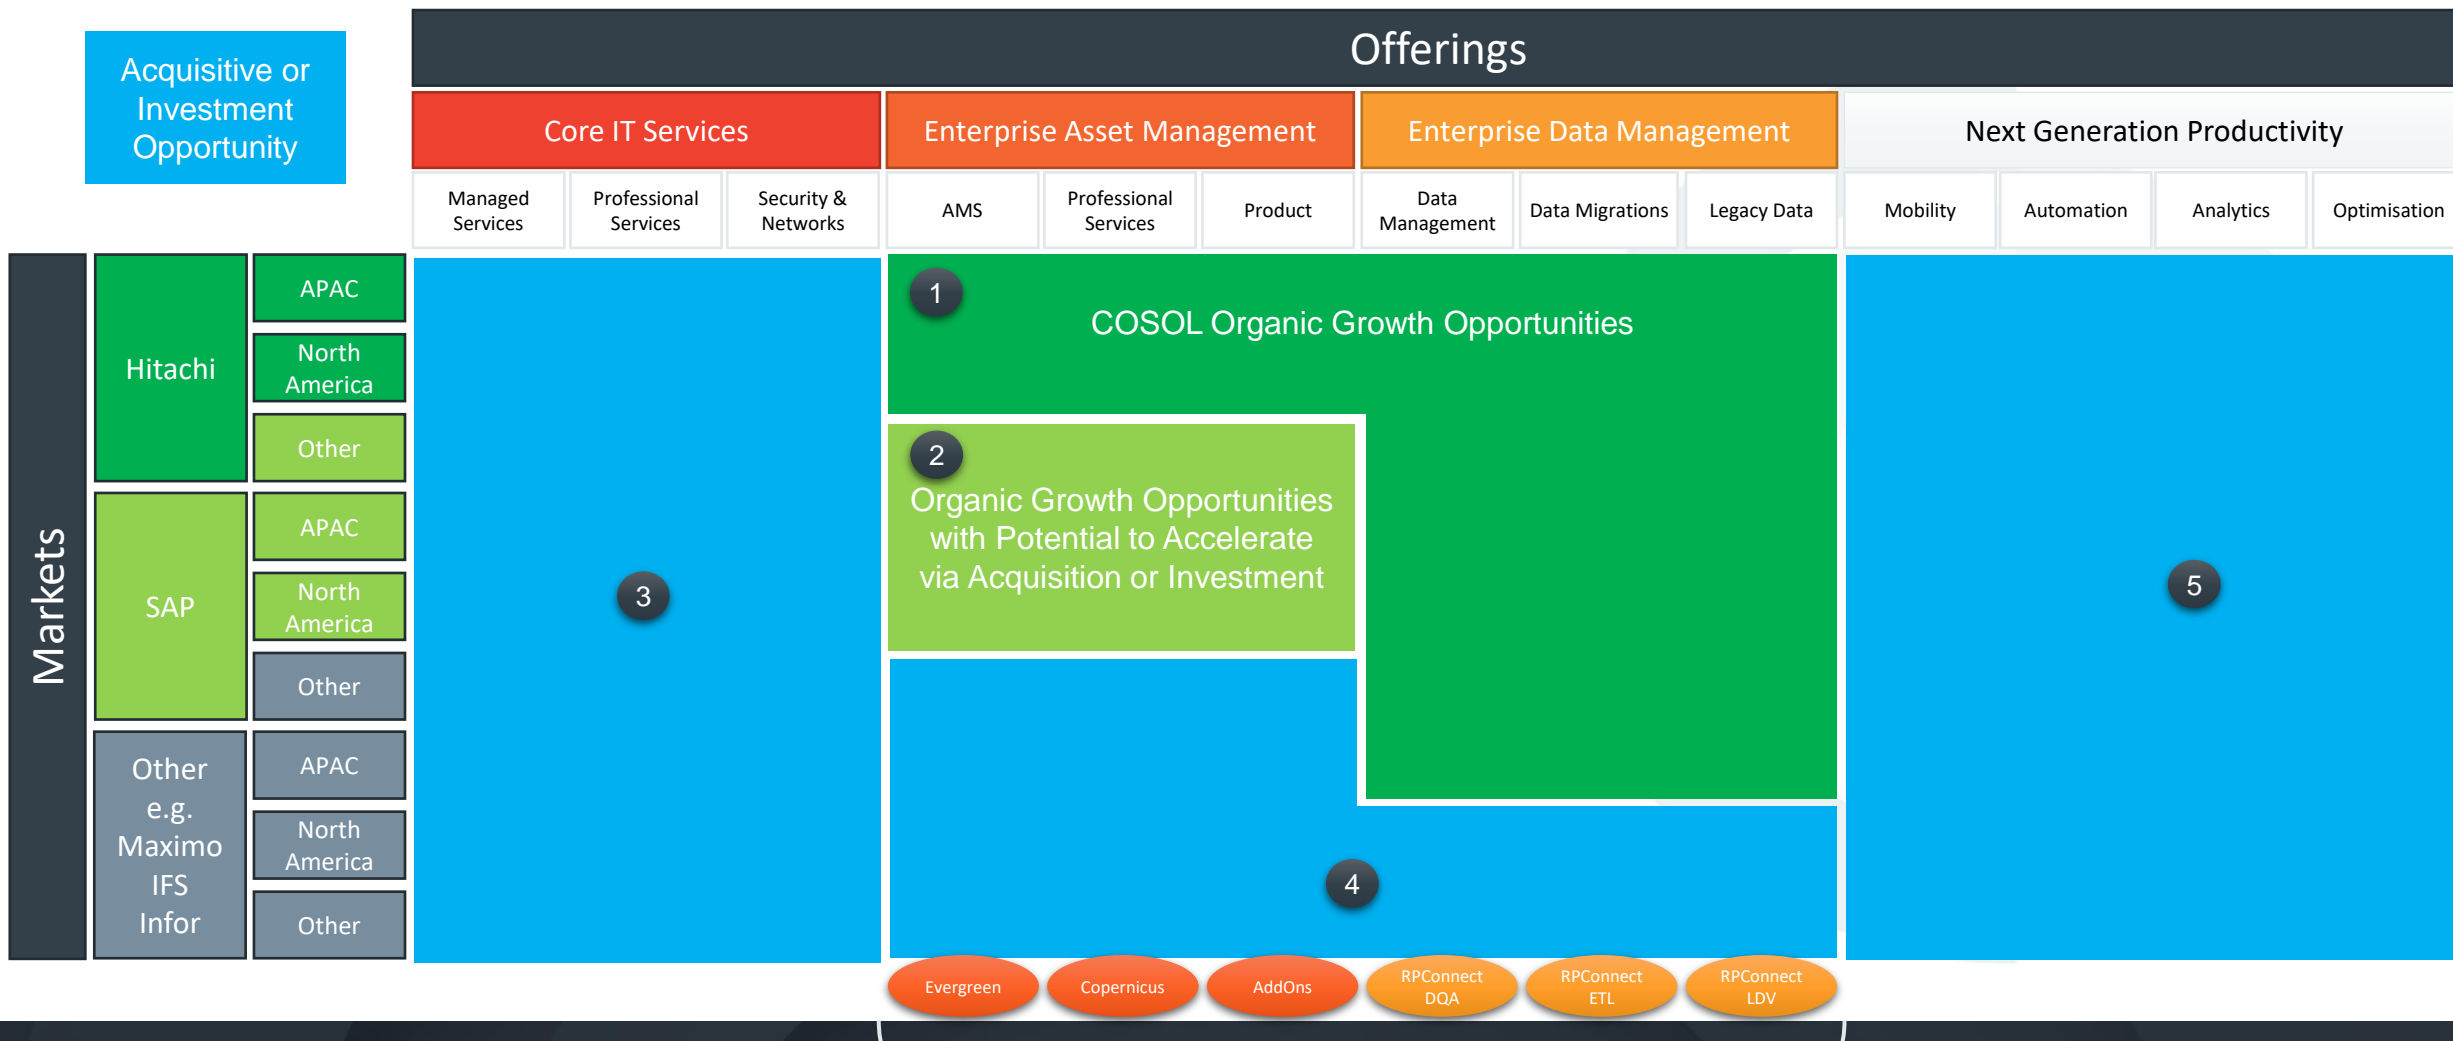 Acquisitive or
Investment
Opportunity
Offerings
Core IT Services
Enterprise Asset Management
Enterprise Data Management
Next Generation Productivity
Managed
Services
Professional
Services
Security &
Networks
AMS
Professional
Services
Product
Data
Management
Data Migrations
Legacy Data
Mobility
Automation
Analytics
Optimisation
Markets
Hitachi
APAC
North
America
Other
SAP
APAC
North
America
Other
Other
e.g.
Maximo
IFS
Infor
APAC
North
America
Other
1
COSOL Organic Growth Opportunities
2
Organic Growth Opportunities
with Potential to Accelerate
via Acquisition or Investment
3
4
5
Evergreen
Copernicus
AddOns
RPConnect
DQA
RPConnect
ETL
RPConnect
LDV